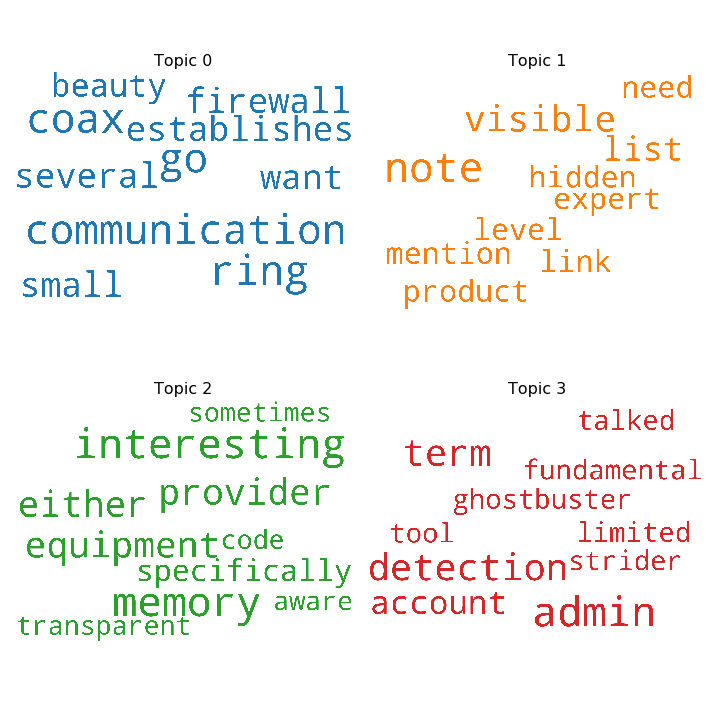 Topic 0
beauty
firewall
coax
establishes
go
several
want
communication
ring
small
Topic 1
need
visible
list
note
hidden
expert
level
mention
link
product
Topic 2
sometimes
interesting
provider
either
equipment
code
specifically
memory
aware
transparent
Topic 3
talked
term
fundamental
ghostbuster
tool
limited
strider
detection
account
admin